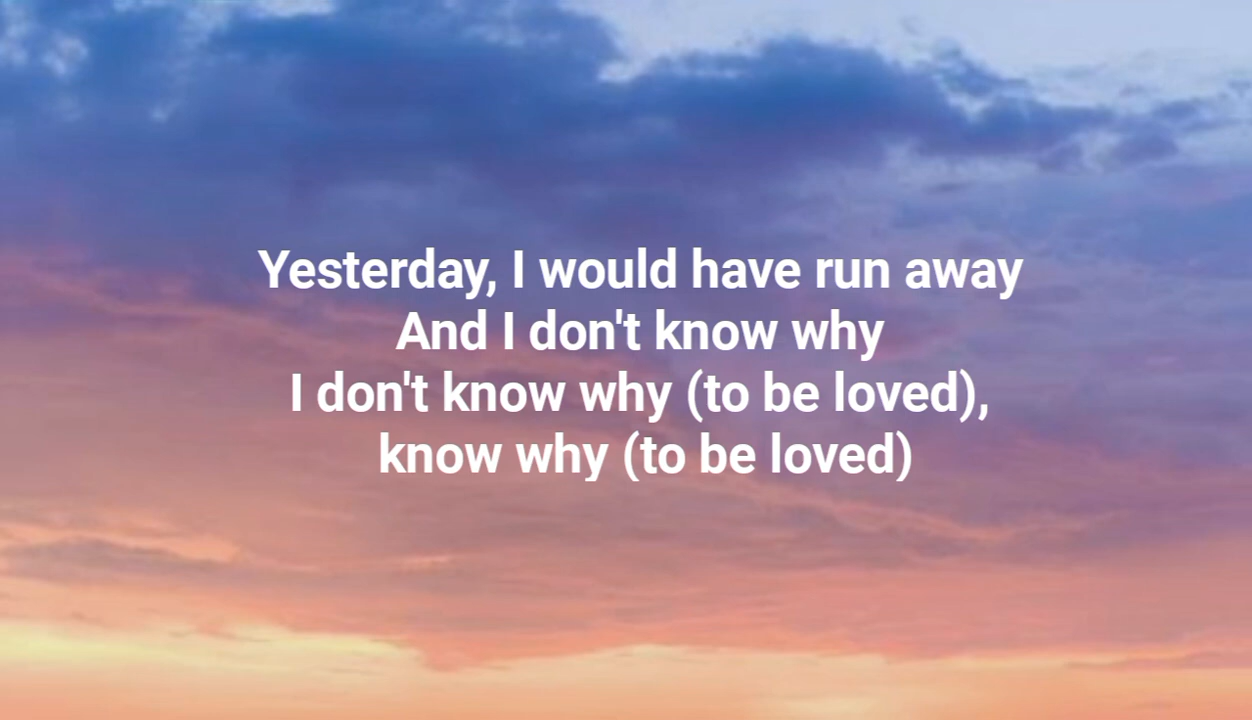 Yesterday, I would have run away
And I don't know why
I don't know why (to be loved),
know why (to be loved)